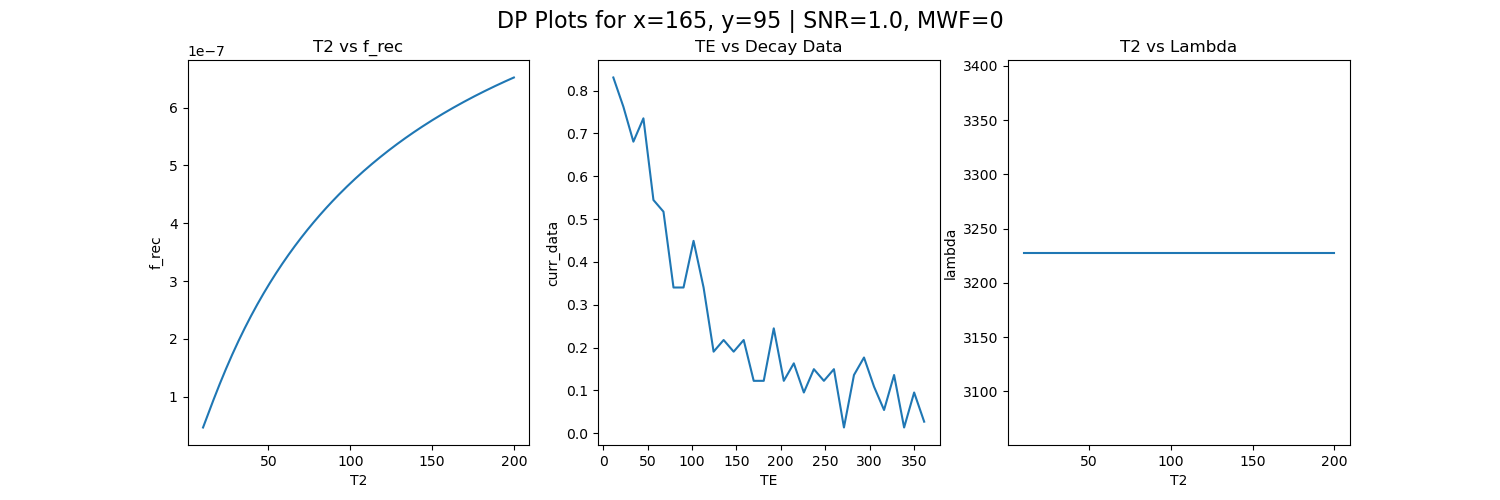 DP Plots for x=165, y=95 | SNR=1.0, MWF=0
T2 vs f_rec
1e−7
6
5
4
3
2
1
f_rec
50 100 150 200
T2
TE vs Decay Data
0.8
0.7
0.6
0.5
0.4
0.3
0.2
0.1
0.0
curr_data
0 50 100 150 200 250 300 350
TE
T2 vs Lambda
3400
3350
3300
3250
3200
3150
3100
lambda
50 100 150 200
T2